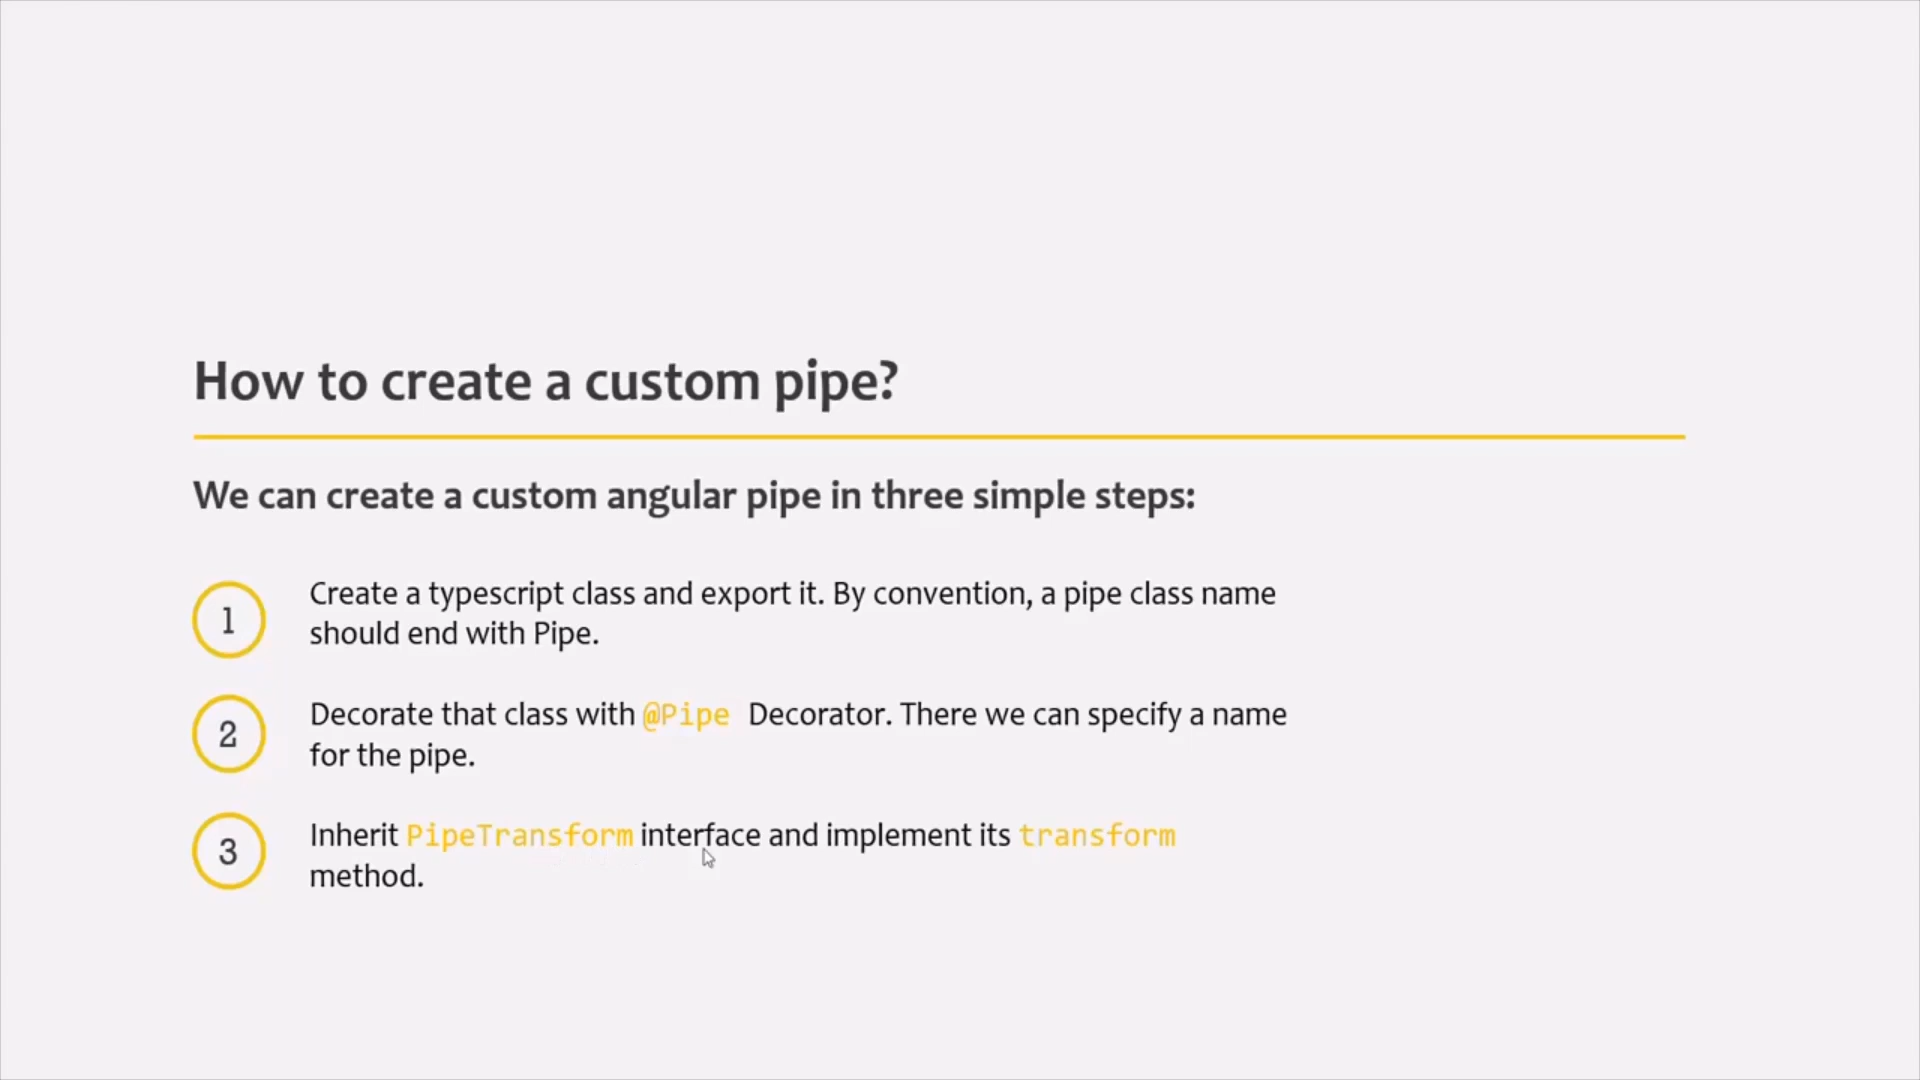 How to create a custom pipe?
We can create a custom angular pipe in three simple steps:
1
Create a typescript class and export it. By convention, a pipe class name
should end with Pipe.
2
Decorate that class with @Pipe Decorator. There we can specify a name
for the pipe.
3
Inherit PipeTransform interface and implement its transform
method.